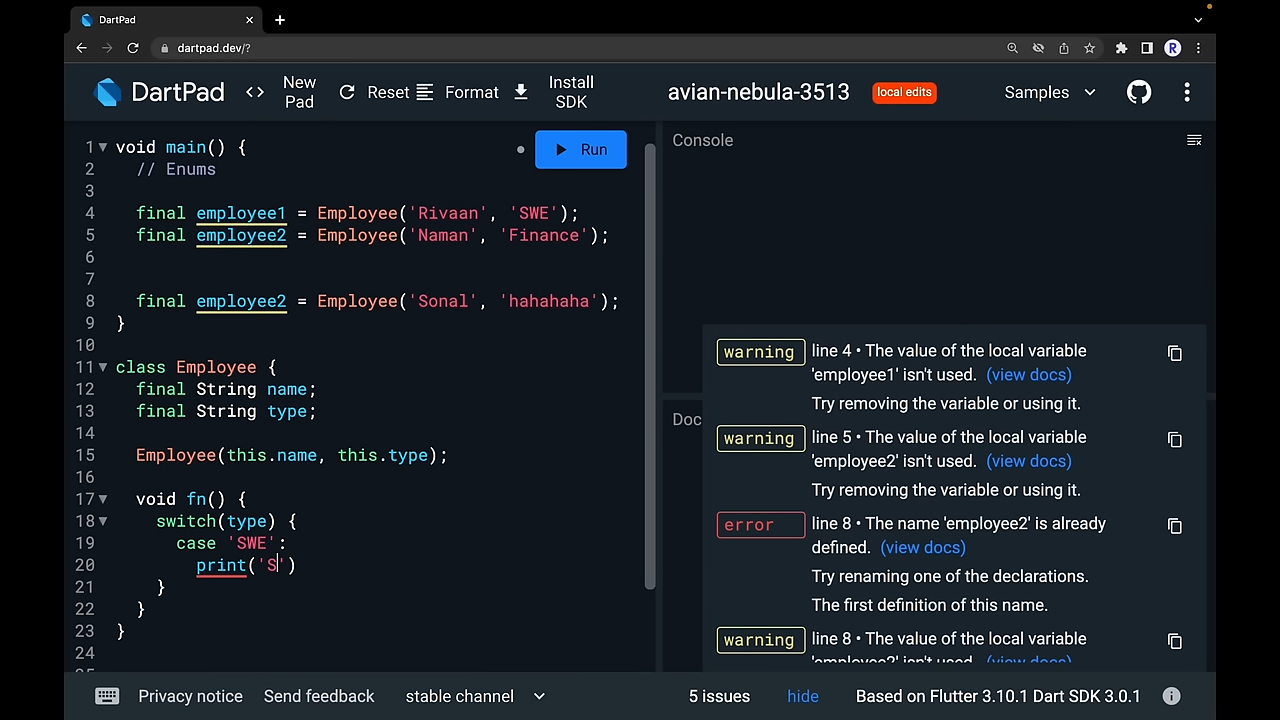 DartPad
dartpad.dev/?
R
DartPad
<> New Pad
Reset
Format
Install SDK
avian-nebula-3513
local edits
Samples
1 void main() {
2 // Enums
3
4 final employee1 = Employee('Rivaan', 'SWE');
5 final employee2 = Employee('Naman', 'Finance');
6
7
8 final employee2 = Employee('Sonal', 'hahahaha');
9 }
10
11 class Employee {
12 final String name;
13 final String type;
14
15 Employee(this.name, this.type);
16
17 void fn() {
18 switch(type) {
19 case 'SWE':
20 print('S')
21 }
22 }
23 }
24
Run
Console
Doc
warning line 4 • The value of the local variable
'employee1' isn't used. (view docs)
Try removing the variable or using it.
warning line 5 • The value of the local variable
'employee2' isn't used. (view docs)
Try removing the variable or using it.
error line 8 • The name 'employee2' is already
defined. (view docs)
Try renaming one of the declarations.
The first definition of this name.
warning line 8 • The value of the local variable
'employee2' isn't used. (view docs)
Privacy notice
Send feedback
stable channel
5 issues
hide
Based on Flutter 3.10.1 Dart SDK 3.0.1